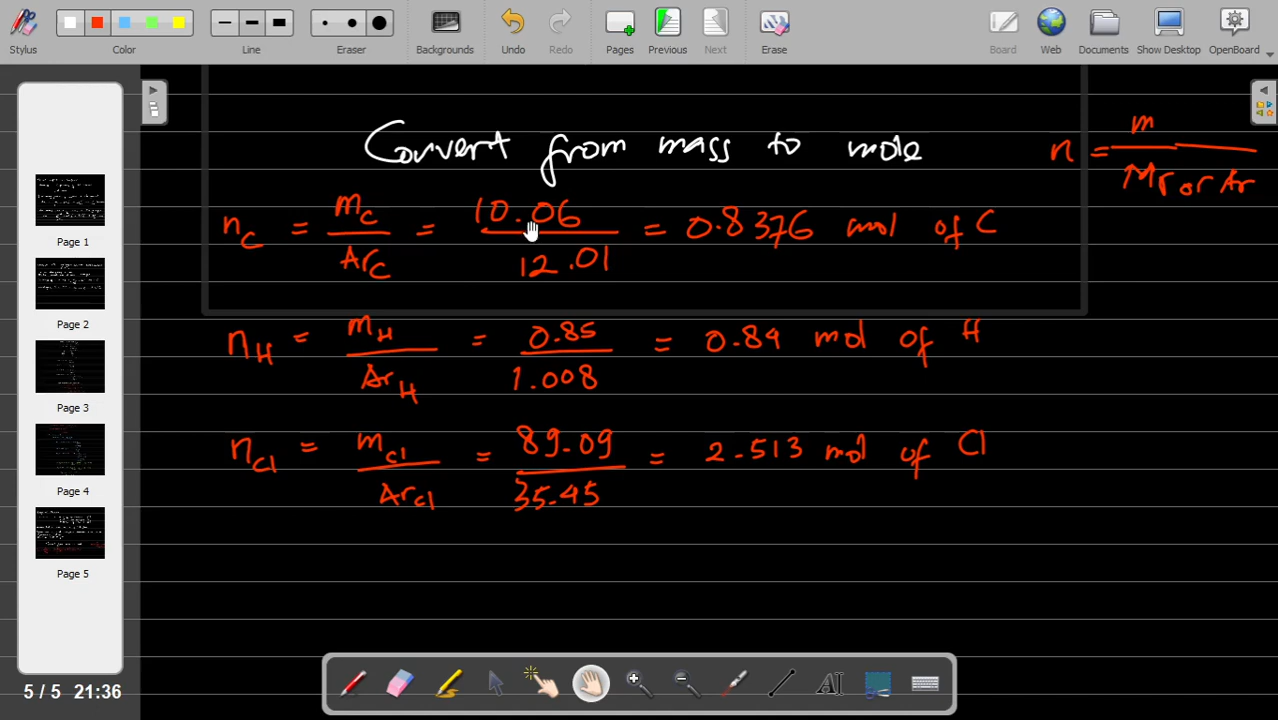 Stylus Color Line Eraser Backgrounds Undo Redo Pages Previous Next Erase Board Web Documents Show Desktop OpenBoard
Convert from mass to mole
n = m / Mr or Ar
nC = mC / ArC = 10.06 / 12.01 = 0.8376 mol of C
nH = mH / ArH = 0.85 / 1.008 = 0.84 mol of H
nCl = mCl / ArCl = 89.09 / 35.45 = 2.513 mol of Cl
Page 1
Page 2
Page 3
Page 4
Page 5
5 / 5 21:36